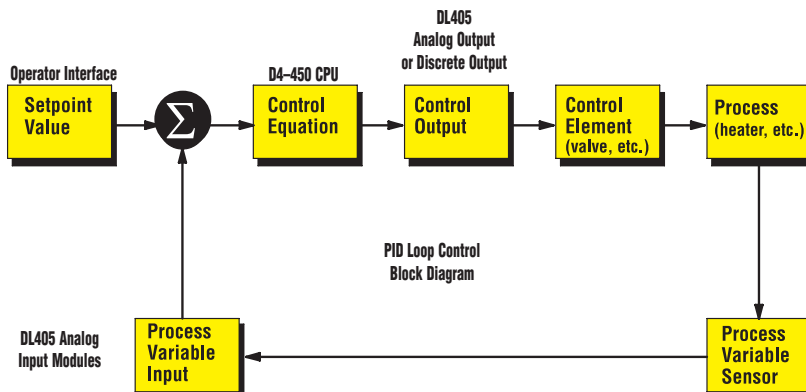 DL405
Analog Output
or Discrete Output
Operator Interface
D4–450 CPU
Setpoint
Value
Σ
Control
Equation
Control
Output
Control
Element
(valve, etc.)
Process
(heater, etc.)
PID Loop Control
Block Diagram
DL405 Analog
Input Modules
Process
Variable
Input
Process
Variable
Sensor